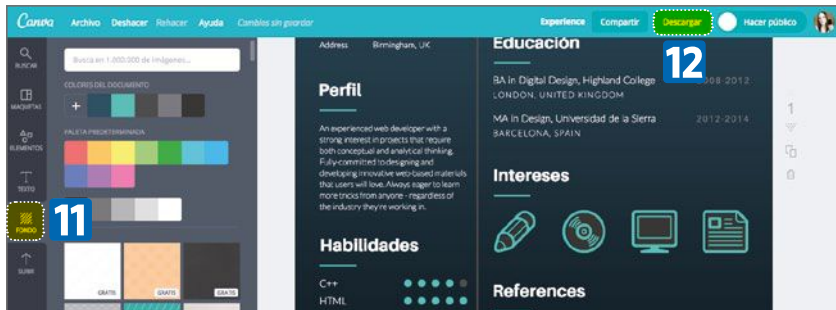 Canva Archivo Deshacer Rehacer Ayuda Cambios sin guardar Experience Compartir Descargar Hacer público
12
BUSCAR
MAQUETAS
ELEMENTOS
TEXTO
FONDO
11
SUBIR
Busca en 1.000.000 de imágenes...
COLORES DEL DOCUMENTO
+
PALETA PREDETERMINADA
GRATIS GRATIS GRATIS
Address Birmingham, UK
Perfil
An experienced web developer with a
strong interest in projects that require
both conceptual and analytical thinking.
Fully-committed to designing and
developing innovative web-based materials
that users will love. Always eager to learn
more tricks from anyone - regardless of
the industry they're working in.
Habilidades
C++
HTML
Educación
BA in Digital Design, Highland College 2008-2012
LONDON, UNITED KINGDOM
MA in Design, Universidad de la Sierra 2012-2014
BARCELONA, SPAIN
Intereses
References
1